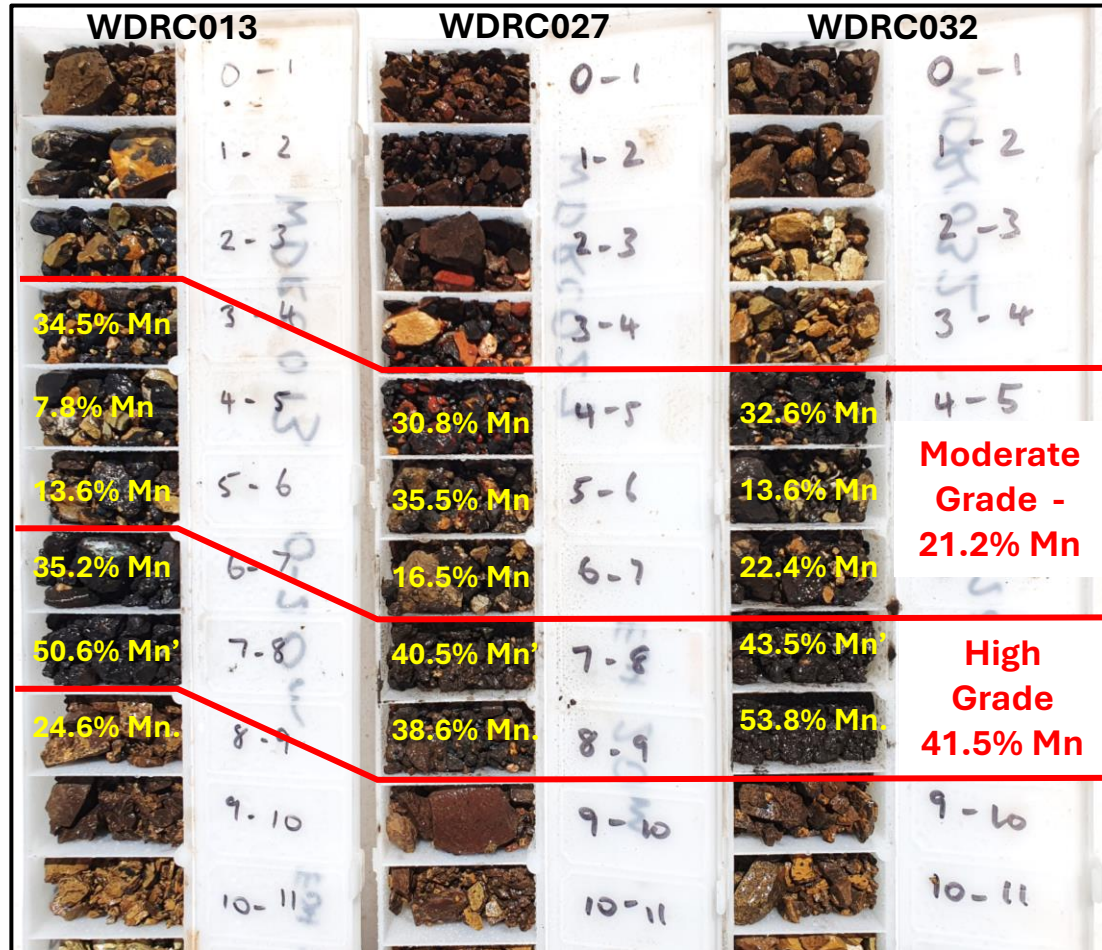 WDRC013 WDRC027 WDRC032
0-1 0-1 0-1
1-2 1-2 1-2
2-3 2-3 2-3
34.5% Mn 3-4 3-4 3-4
7.8% Mn 4-5 30.8% Mn 4-5 32.6% Mn 4-5
13.6% Mn 5-6 35.5% Mn 5-6 13.6% Mn
Moderate
Grade -
21.2% Mn
35.2% Mn 6-7 16.5% Mn 6-7 22.4% Mn
50.6% Mn' 7-8 40.5% Mn' 7-8 43.5% Mn'
High
Grade
41.5% Mn
24.6% Mn. 8-9 38.6% Mn. 8-9 53.8% Mn.
9-10 9-10 9-10
10-11 10-11 10-11